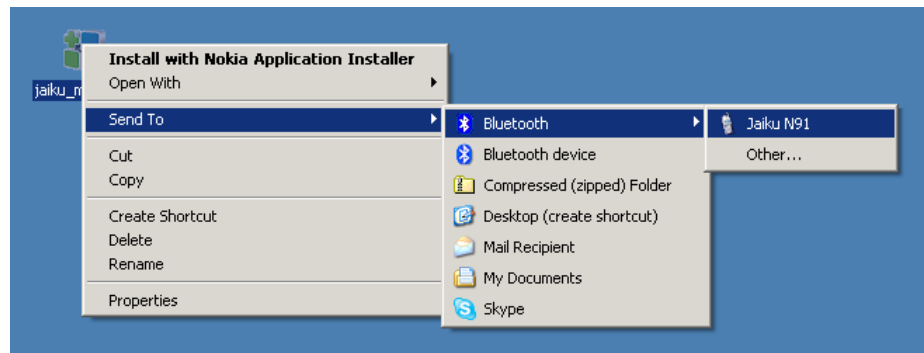 jaiku_m
Install with Nokia Application Installer
Open With
Send To
Cut
Copy
Create Shortcut
Delete
Rename
Properties
Bluetooth
Bluetooth device
Compressed (zipped) Folder
Desktop (create shortcut)
Mail Recipient
My Documents
Skype
Jaiku N91
Other...